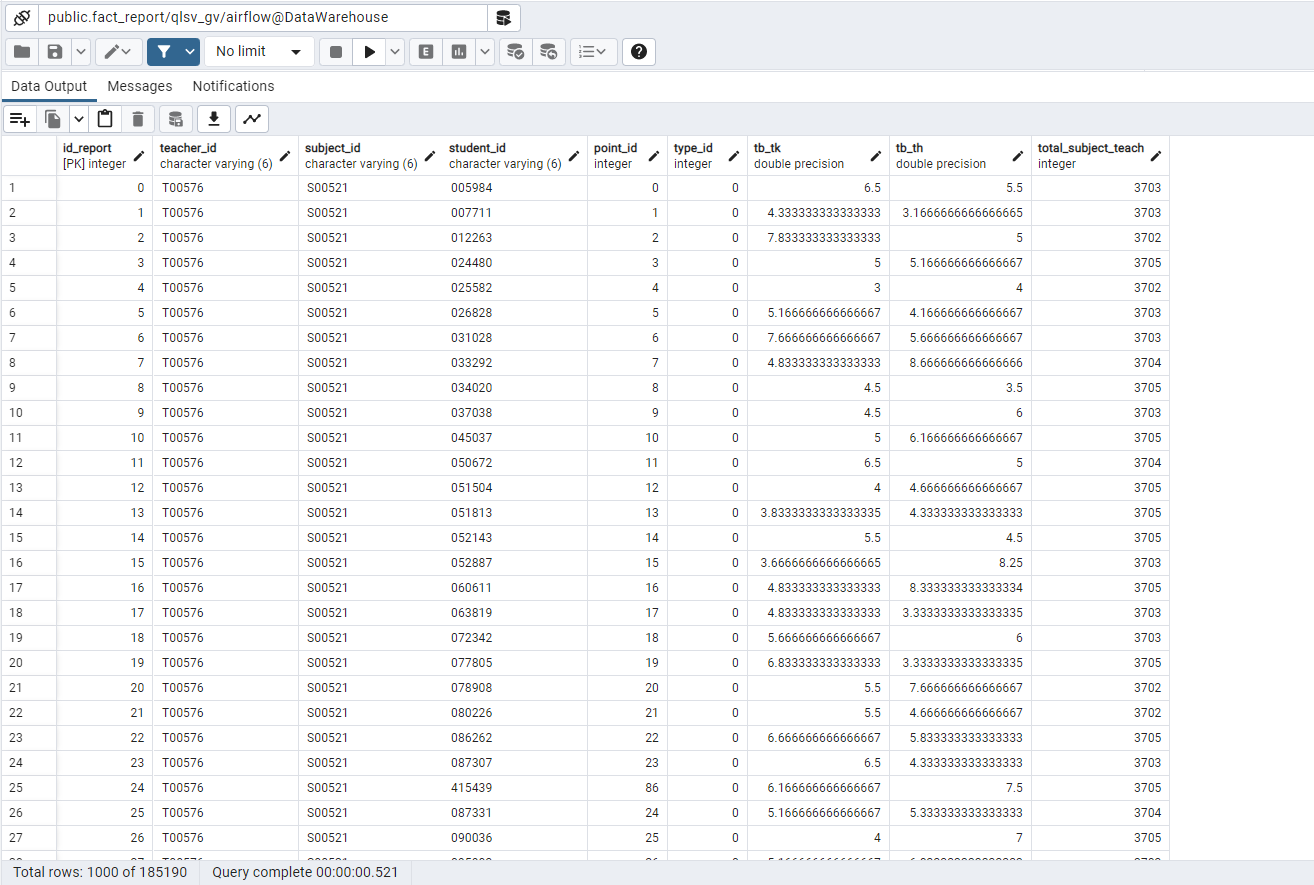 public.fact_report/qlsv_gv/airflow@DataWarehouse
No limit
E
Data Output Messages Notifications
id_report teacher_id subject_id student_id point_id type_id tb_tk tb_th total_subject_teach
[PK] integer character varying (6) character varying (6) character varying (6) integer integer double precision double precision integer
1 0 T00576 S00521 005984 0 0 6.5 5.5 3703
2 1 T00576 S00521 007711 1 0 4.333333333333333 3.1666666666666665 3703
3 2 T00576 S00521 012263 2 0 7.833333333333333 5 3702
4 3 T00576 S00521 024480 3 0 5 5.166666666666667 3705
5 4 T00576 S00521 025582 4 0 3 4 3702
6 5 T00576 S00521 026828 5 0 5.166666666666667 4.166666666666667 3703
7 6 T00576 S00521 031028 6 0 7.666666666666667 5.666666666666667 3703
8 7 T00576 S00521 033292 7 0 4.833333333333333 8.666666666666666 3704
9 8 T00576 S00521 034020 8 0 4.5 3.5 3705
10 9 T00576 S00521 037038 9 0 4.5 6 3703
11 10 T00576 S00521 045037 10 0 5 6.166666666666667 3705
12 11 T00576 S00521 050672 11 0 6.5 5 3704
13 12 T00576 S00521 051504 12 0 4 4.666666666666667 3705
14 13 T00576 S00521 051813 13 0 3.8333333333333335 4.333333333333333 3705
15 14 T00576 S00521 052143 14 0 5.5 4.5 3705
16 15 T00576 S00521 052887 15 0 3.6666666666666665 8.25 3703
17 16 T00576 S00521 060611 16 0 4.833333333333333 8.333333333333334 3705
18 17 T00576 S00521 063819 17 0 4.833333333333333 3.3333333333333335 3703
19 18 T00576 S00521 072342 18 0 5.666666666666667 6 3703
20 19 T00576 S00521 077805 19 0 6.833333333333333 3.3333333333333335 3705
21 20 T00576 S00521 078908 20 0 5.5 7.666666666666667 3702
22 21 T00576 S00521 080226 21 0 5.5 4.666666666666667 3702
23 22 T00576 S00521 086262 22 0 6.666666666666667 5.833333333333333 3705
24 23 T00576 S00521 087307 23 0 6.5 4.333333333333333 3703
25 24 T00576 S00521 415439 86 0 6.166666666666667 7.5 3705
26 25 T00576 S00521 087331 24 0 5.166666666666667 5.333333333333333 3704
27 26 T00576 S00521 090036 25 0 4 7 3705
Total rows: 1000 of 185190 Query complete 00:00:00.521